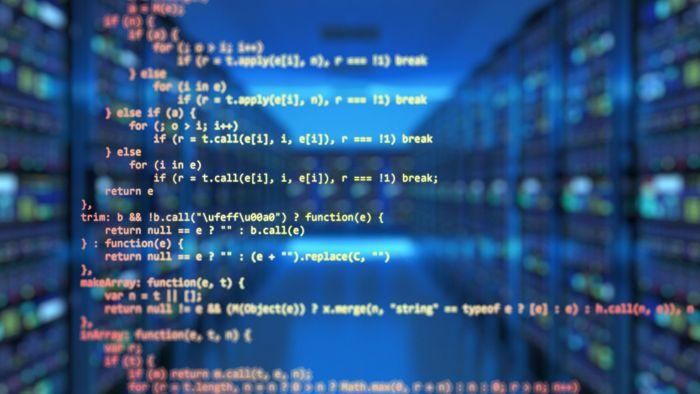 a = M(e);
if (n) {
if (a) {
for (; o > i; i++)
if (r = t.apply(e[i], n), r === !1) break
} else
for (i in e)
if (r = t.apply(e[i], n), r === !1) break
} else if (a) {
for (; o > i; i++)
if (r = t.call(e[i], i, e[i]), r === !1) break
} else
for (i in e)
if (r = t.call(e[i], i, e[i]), r === !1) break;
return e
},
trim: b && !b.call("\ufeff\u00a0") ? function(e) {
return null == e ? "" : b.call(e)
} : function(e) {
return null == e ? "" : (e + "").replace(C, "")
},
makeArray: function(e, t) {
var n = t || [];
return null != e && (M(Object(e)) ? x.merge(n, "string" == typeof e ? [e] : e) : h.call(n, e)), n
},
inArray: function(e, t, n) {
var r;
if (t) {
if (m) return m.call(t, e, n);
for (r = t.length, n = n ? 0 > n ? Math.max(0, r + n) : n : 0; r > n; n++)